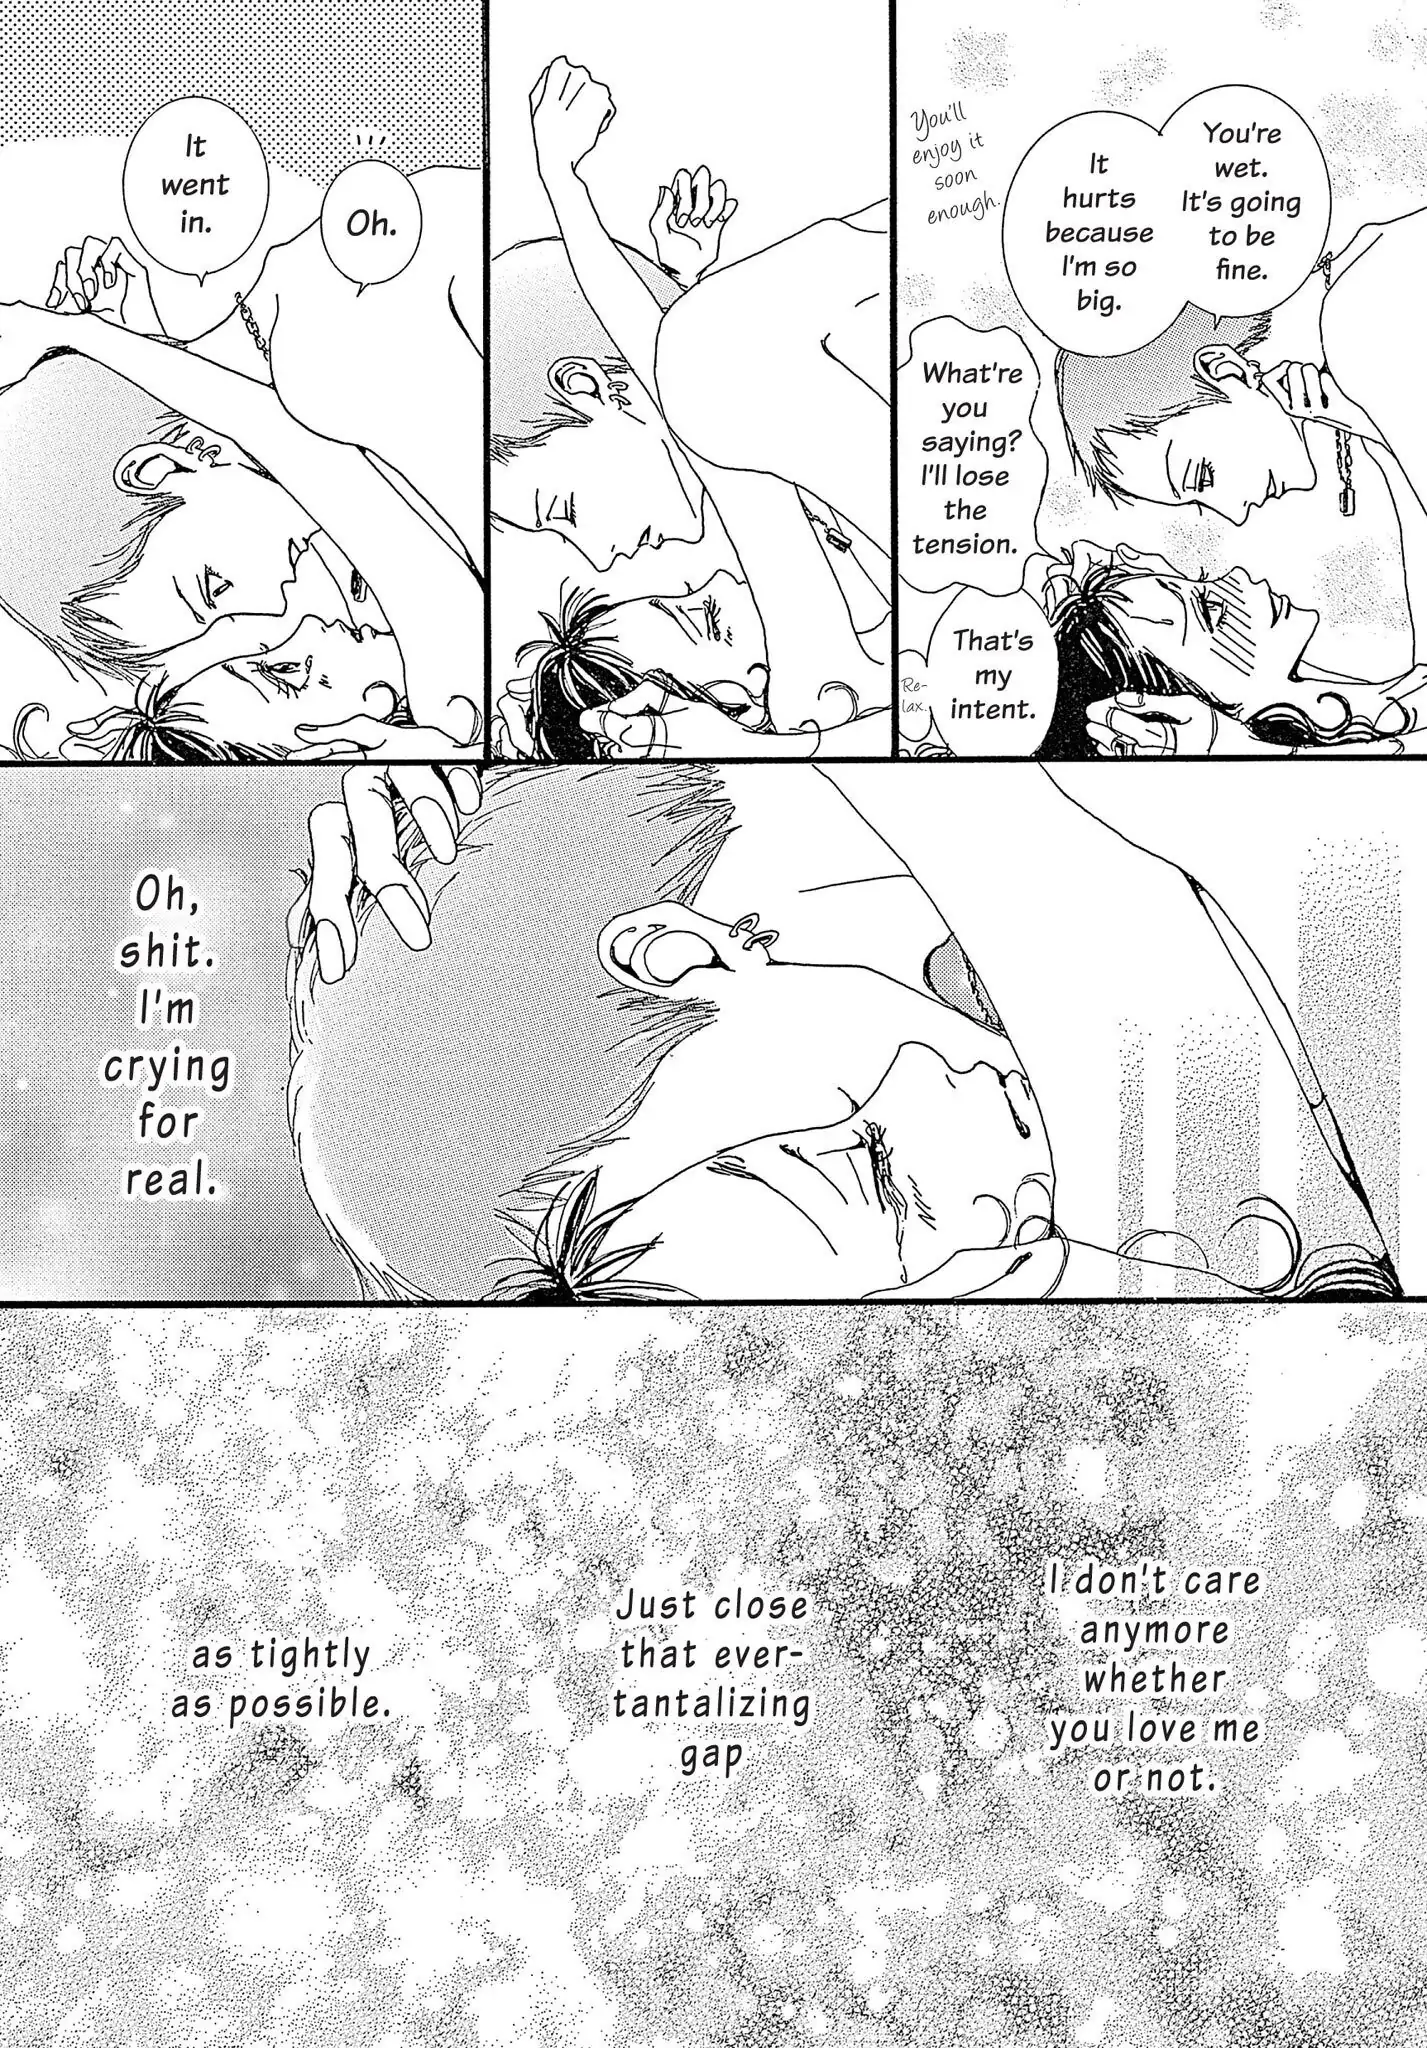 You're
wet.
It's going
to be
fine.
It
hurts
because
I'm so
big.
You'll
enjoy it
soon
enough.
What're
you
saying?
I'll lose
the
tension.
That's
my
intent.
Re-
lax.
Oh.
It
went
in.
Oh,
shit.
I'm
crying
for
real.
I don't care
anymore
whether
you love me
or not.
Just close
that ever-
tantalizing
gap
as tightly
as possible.